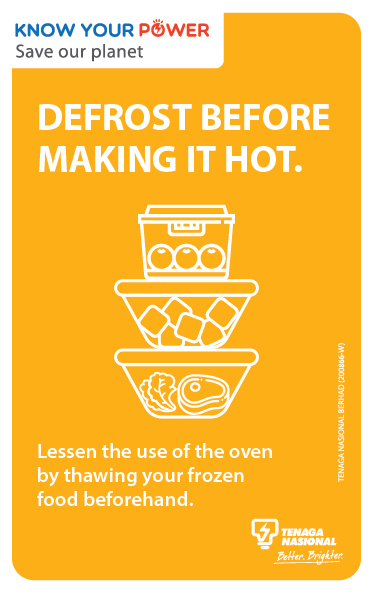 KNOW YOUR POWER
Save our planet
DEFROST BEFORE
MAKING IT HOT.
Lessen the use of the oven
by thawing your frozen
food beforehand.
TENAGA NASIONAL BERHAD (200866-W)
TENAGA
NASIONAL
Better. Brighter.